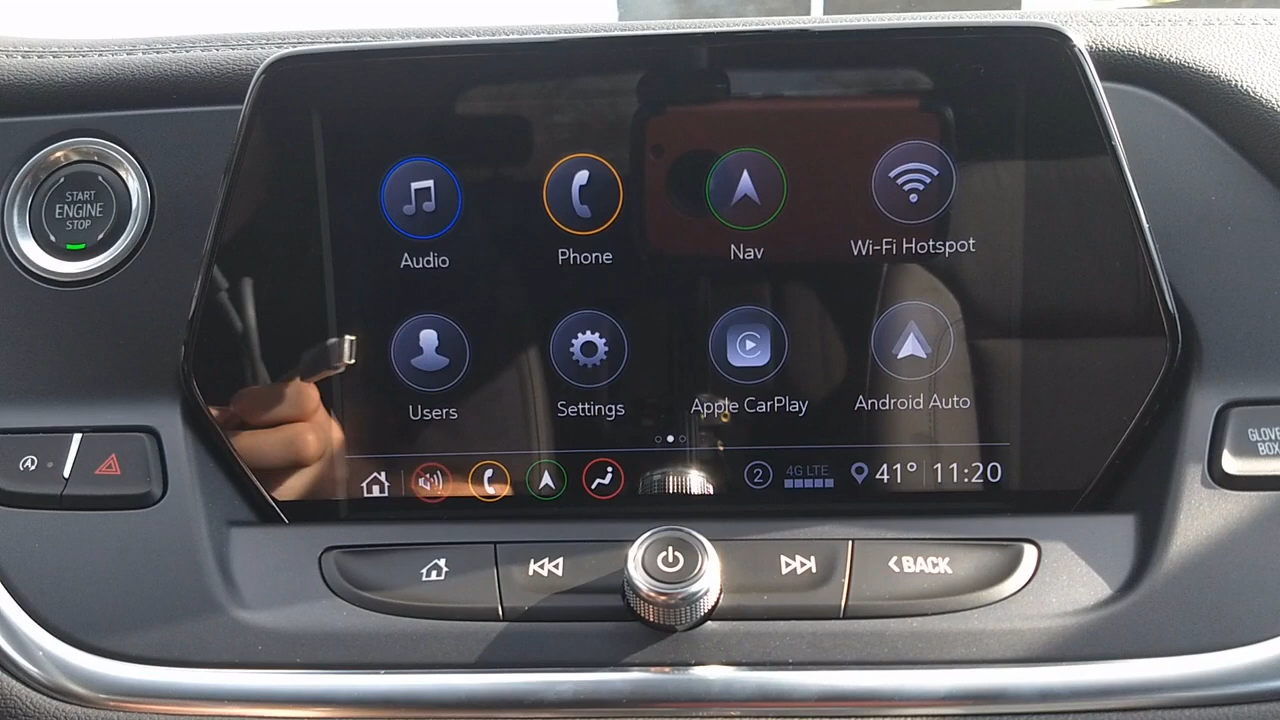 START
ENGINE
STOP
Audio
Phone
Nav
Wi-Fi Hotspot
Users
Settings
Apple CarPlay
Android Auto
2
4G LTE
41°
11:20
A
GLOVE
BOX
<BACK